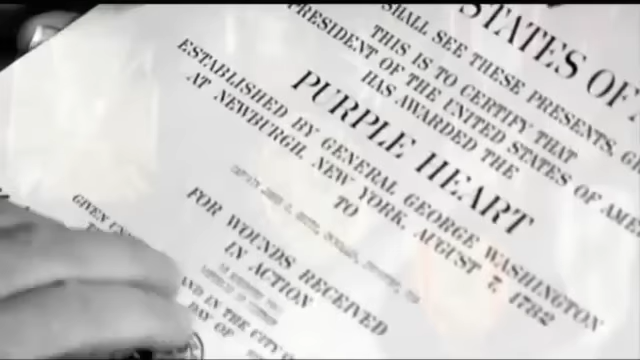 STATES OF
SHALL SEE THESE PRESENTS, G
THIS IS TO CERTIFY THAT
PRESIDENT OF THE UNITED STATES OF AME
HAS AWARDED THE
PURPLE HEART
ESTABLISHED BY GENERAL GEORGE WASHINGTON
AT NEWBURGH, NEW YORK, AUGUST 7, 1782
TO
FOR WOUNDS RECEIVED
IN ACTION
GIVEN UN
AND IN THE CITY
DAY OF